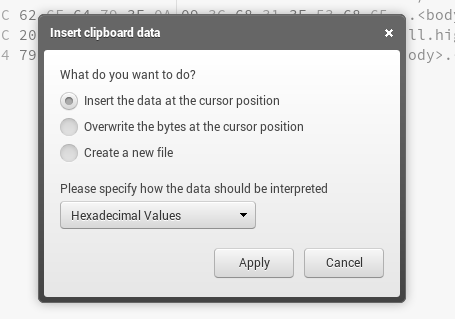 C 62 6F 64 79 3E 0A 09 3C 68 31 3E 53 68 65 .<body
Insert clipboard data ×
C 20 ll.hig
4 79 ody>.
What do you want to do?
Insert the data at the cursor position
Overwrite the bytes at the cursor position
Create a new file
Please specify how the data should be interpreted
Hexadecimal Values
Apply Cancel